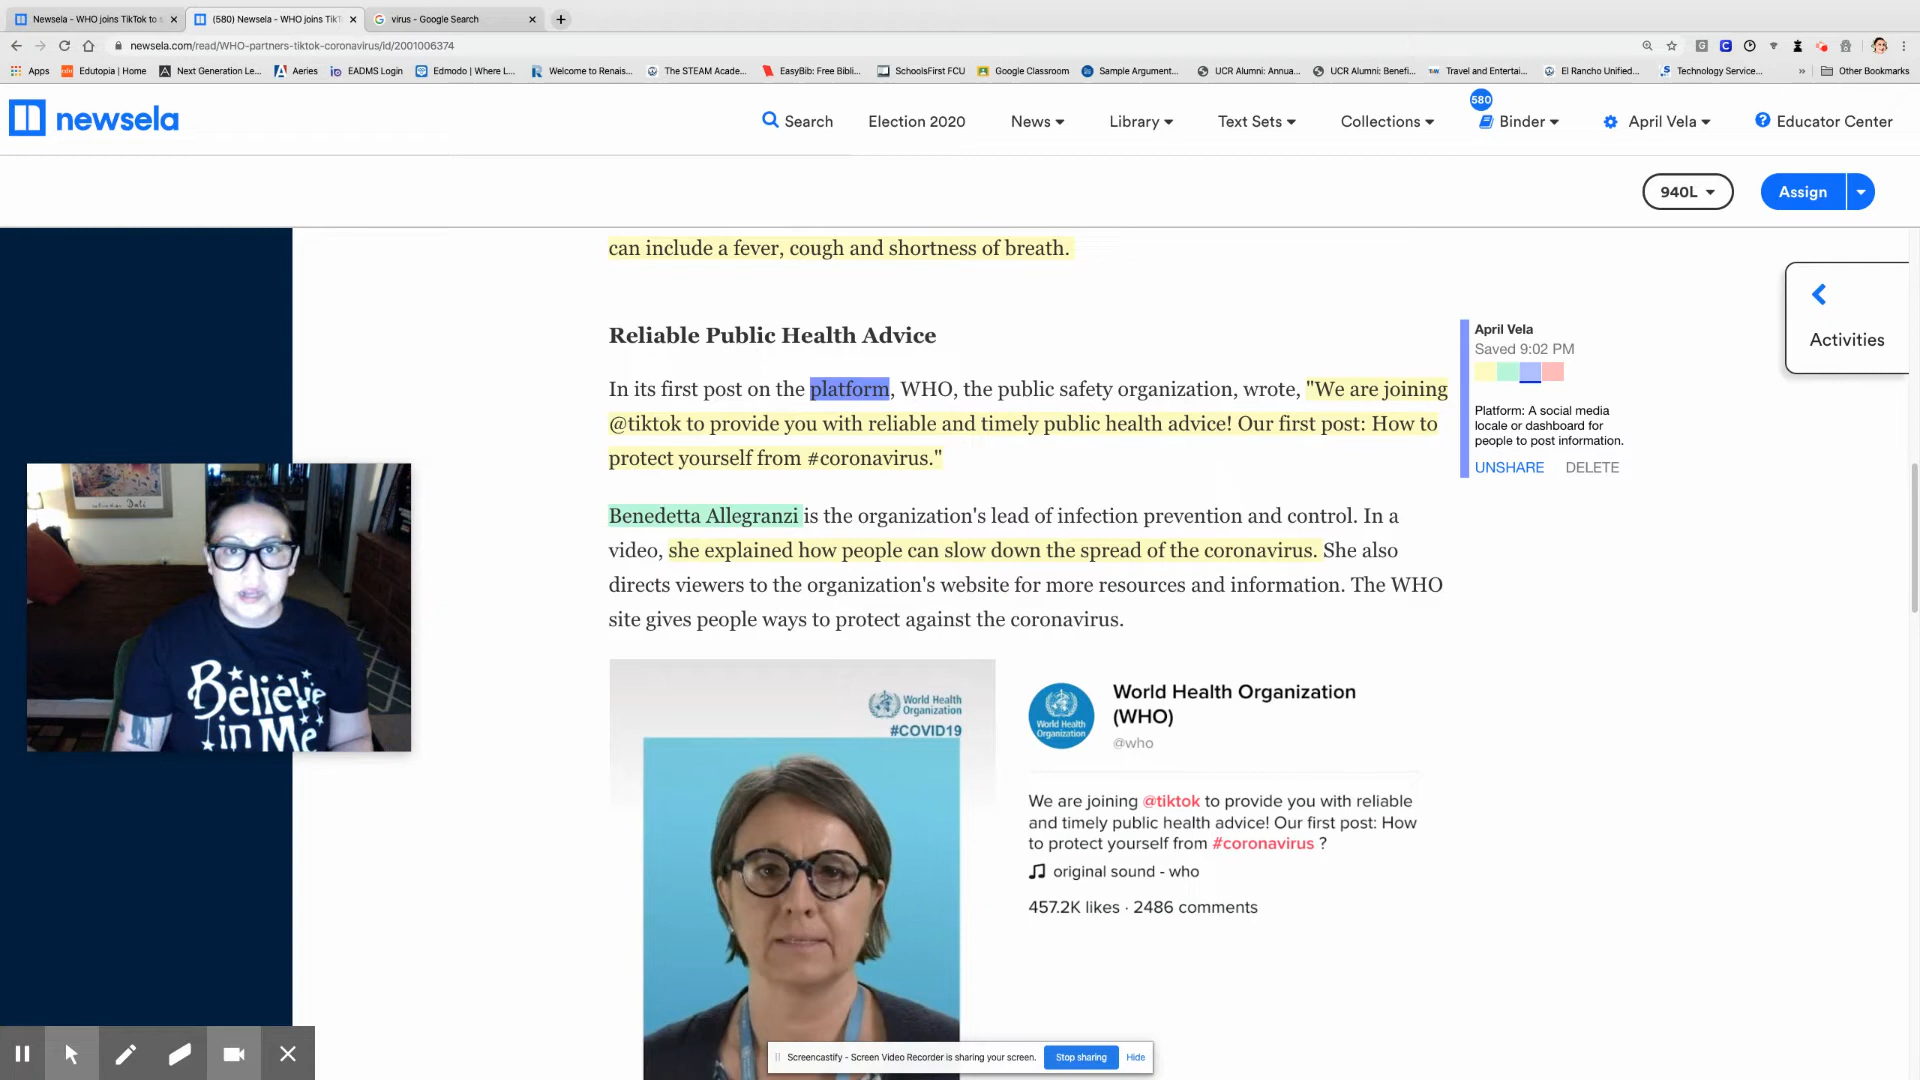 Newsela - WHO joins TikTok to s
(580) Newsela - WHO joins TikT
virus - Google Search
newsela.com/read/WHO-partners-tiktok-coronavirus/id/2001006374
Apps
Edutopia | Home
Next Generation Le...
Aeries
EADMS Login
Edmodo | Where L...
Welcome to Renais...
The STEAM Acade...
EasyBib: Free Bibli...
SchoolsFirst FCU
Google Classroom
Sample Argument...
UCR Alumni: Annua...
UCR Alumni: Benefi...
Travel and Entertai...
El Rancho Unified...
Technology Service...
»
Other Bookmarks
newsela
Search
Election 2020
News
Library
Text Sets
Collections
580
Binder
April Vela
Educator Center
940L
Assign
can include a fever, cough and shortness of breath.
Reliable Public Health Advice
In its first post on the platform, WHO, the public safety organization, wrote, "We are joining
@tiktok to provide you with reliable and timely public health advice! Our first post: How to
protect yourself from #coronavirus."
April Vela
Saved 9:02 PM
Platform: A social media
locale or dashboard for
people to post information.
UNSHARE DELETE
Activities
Benedetta Allegranzi is the organization's lead of infection prevention and control. In a
video, she explained how people can slow down the spread of the coronavirus. She also
directs viewers to the organization's website for more resources and information. The WHO
site gives people ways to protect against the coronavirus.
Dali
Believe
in Me
World Health
Organization
#COVID19
World Health
Organization
World Health Organization
(WHO)
@who
We are joining @tiktok to provide you with reliable
and timely public health advice! Our first post: How
to protect yourself from #coronavirus ?
original sound - who
457.2K likes · 2486 comments
Screencastify - Screen Video Recorder is sharing your screen.
Stop sharing
Hide